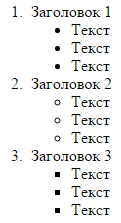 1. Заголовок 1
• Текст
• Текст
• Текст
2. Заголовок 2
◦ Текст
◦ Текст
◦ Текст
3. Заголовок 3
▪ Текст
▪ Текст
▪ Текст